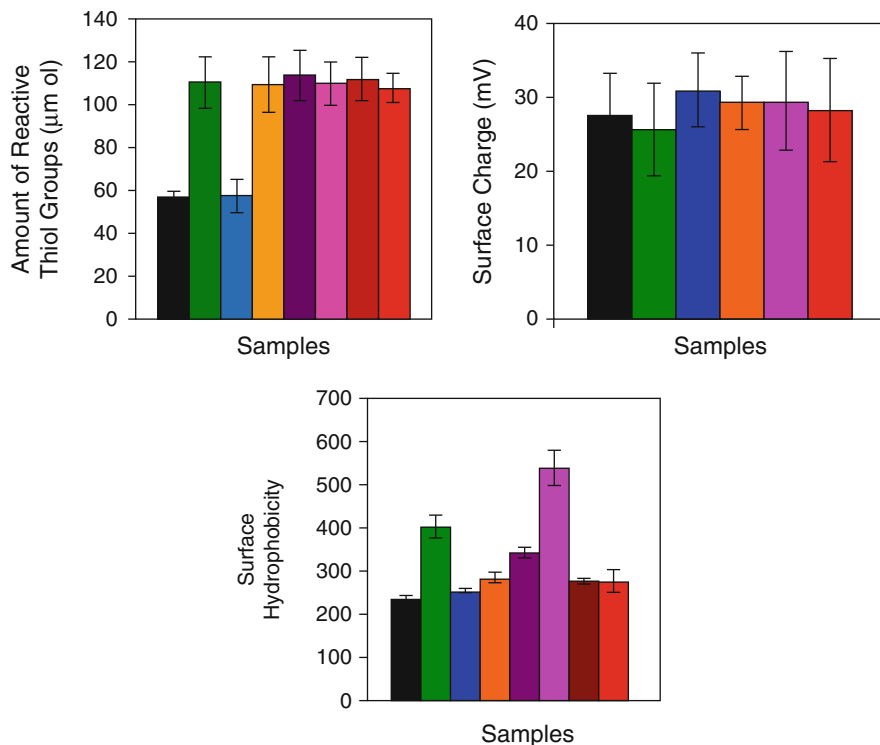 Amount of Reactive
Thiol Groups (μm ol)
140
120
100
80
60
40
20
0
Samples
Surface Charge (mV)
40
30
20
10
0
Samples
Surface
Hydrophobicity
700
600
500
400
300
200
100
0
Samples